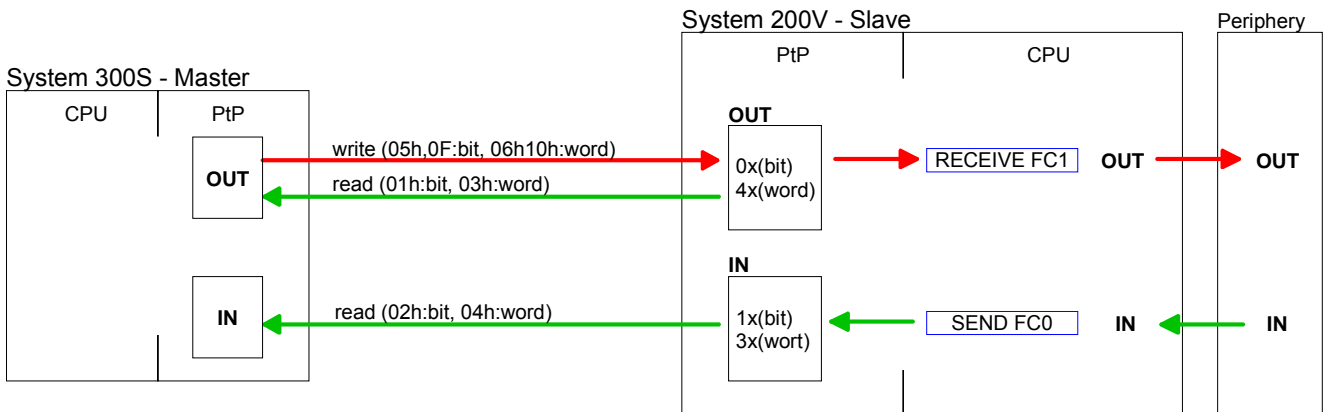 System 200V - Slave
Periphery
PtP
CPU
System 300S - Master
CPU
PtP
OUT
write (05h,0F:bit, 06h10h:word)
OUT
0x(bit)
4x(word)
RECEIVE FC1
OUT
OUT
read (01h:bit, 03h:word)
IN
IN
read (02h:bit, 04h:word)
1x(bit)
3x(wort)
SEND FC0
IN
IN